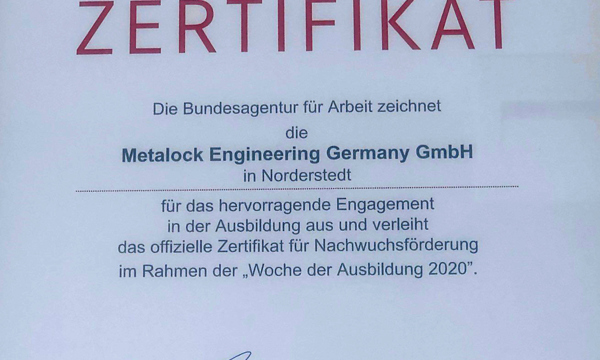 ZERTIFIKAT
Die Bundesagentur für Arbeit zeichnet
die
Metalock Engineering Germany GmbH
in Norderstedt
für das hervorragende Engagement
in der Ausbildung aus und verleiht
das offizielle Zertifikat für Nachwuchsförderung
im Rahmen der „Woche der Ausbildung 2020”.